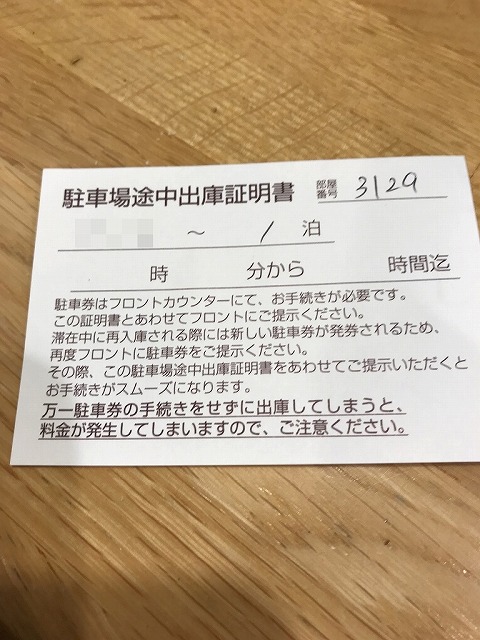 駐車場途中出庫証明書 部屋番号 3129
～ 1 泊
時 分から 時間迄
駐車券はフロントカウンターにて、お手続きが必要です。
この証明書とあわせてフロントにご提示ください。
滞在中に再入庫される際には新しい駐車券が発券されるため、
再度フロントに駐車券をご提示ください。
その際、この駐車場途中出庫証明書をあわせてご提示いただくと
お手続きがスムーズになります。
万一駐車券の手続きをせずに出庫してしまうと、
料金が発生してしまいますので、ご注意ください。